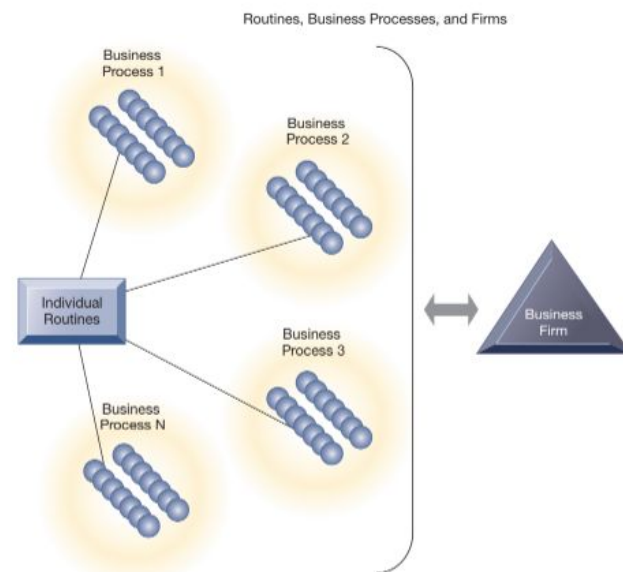 Routines, Business Processes, and Firms
Business
Process 1
Business
Process 2
Individual
Routines
Business
Firm
Business
Process 3
Business
Process N